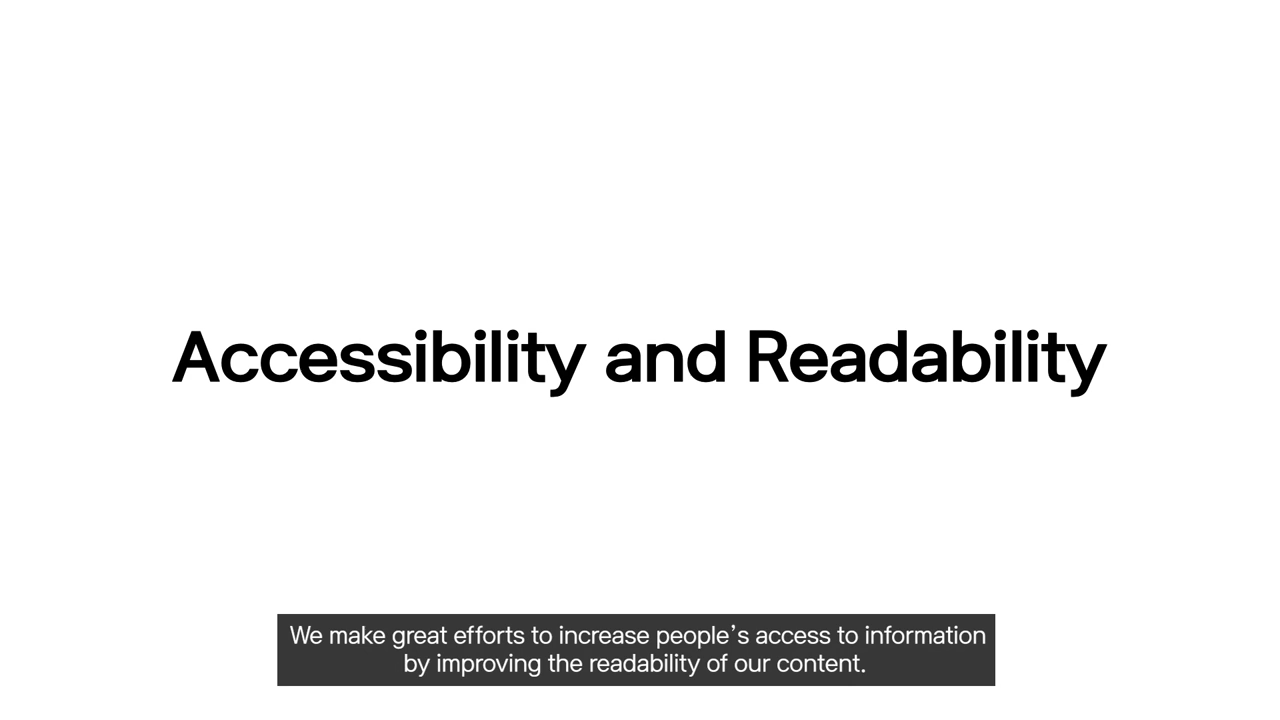 Accessibility and Readability
We make great efforts to increase people’s access to information
by improving the readability of our content.